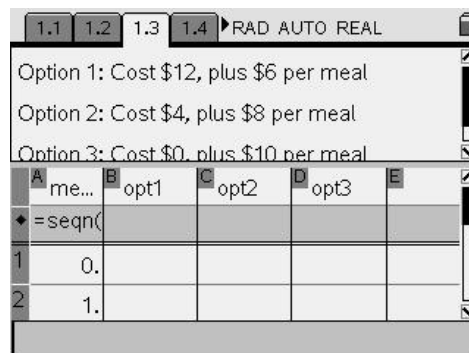 1.1 1.2 1.3 1.4 RAD AUTO REAL
Option 1: Cost $12, plus $6 per meal
Option 2: Cost $4, plus $8 per meal
Option 3: Cost $0, plus $10 per meal
A me... B opt1 C opt2 D opt3 E
=seqn(
1 0.
2 1.